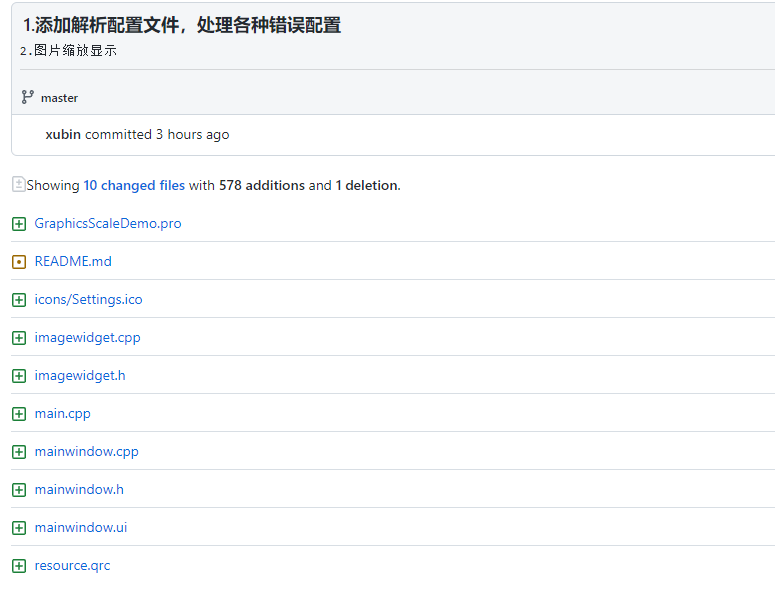 1.添加解析配置文件，处理各种错误配置
2.图片缩放显示
master
xubin committed 3 hours ago
Showing 10 changed files with 578 additions and 1 deletion.
GraphicsScaleDemo.pro
README.md
icons/Settings.ico
imagewidget.cpp
imagewidget.h
main.cpp
mainwindow.cpp
mainwindow.h
mainwindow.ui
resource.qrc